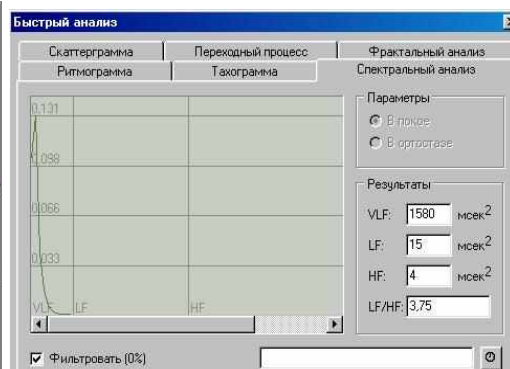 Быстрый анализ
Скаттерграмма Переходный процесс Фрактальный анализ
Ритмограмма Тахограмма Спектральный анализ
0.131
0.098
0.066
0.033
VLF LF HF
Параметры
В покое
В ортостазе
Результаты
VLF: 1580 мсек2
LF: 15 мсек2
HF: 4 мсек2
LF/HF: 3,75
Фильтровать (0%)